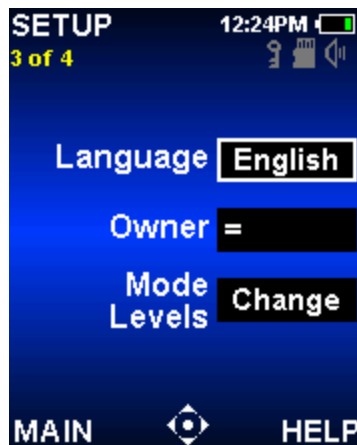 SETUP 12:24PM
3 of 4
Language English
Owner =
Mode Levels Change
MAIN HELP